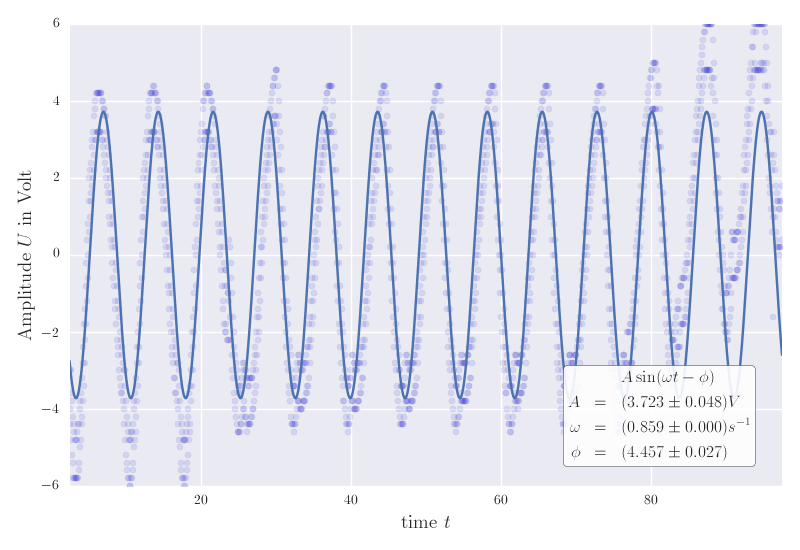 6
4
2
0
−2
−4
−6
Amplitude U in Volt
20
40
60
80
time t
A sin(ωt − ϕ)
A = (3.723 ± 0.048)V
ω = (0.859 ± 0.000)s⁻¹
ϕ = (4.457 ± 0.027)